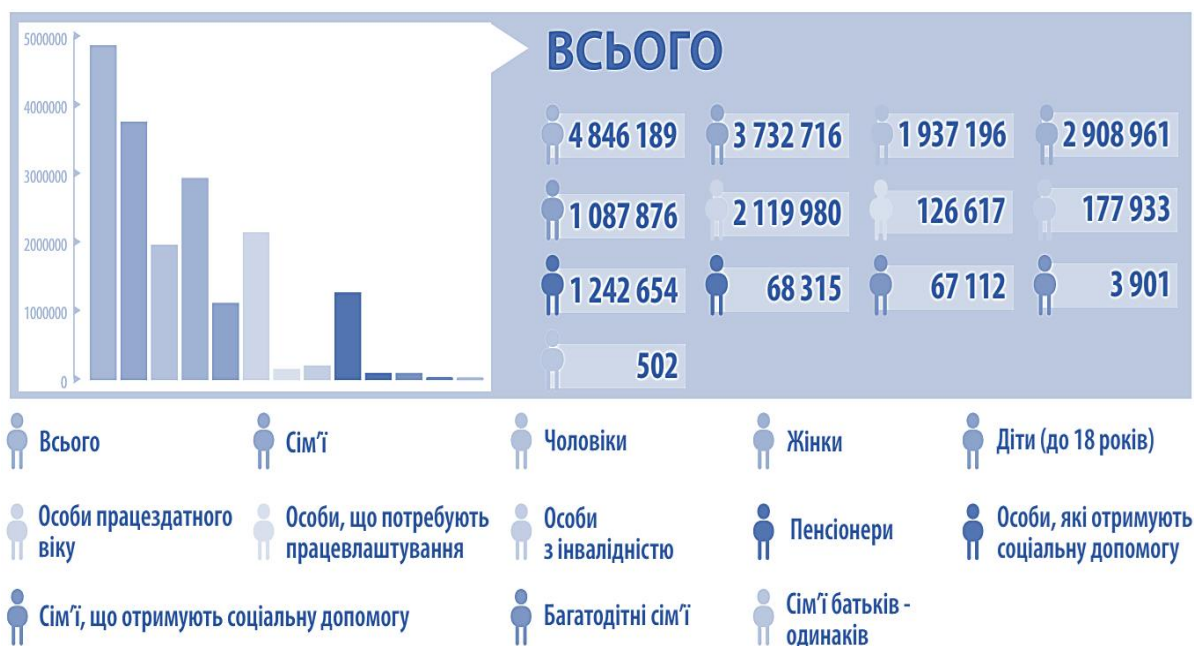 5000000
4000000
3000000
2000000
1000000
0
ВСЬОГО
4 846 189
3 732 716
1 937 196
2 908 961
1 087 876
2 119 980
126 617
177 933
1 242 654
68 315
67 112
3 901
502
Всього
Сім'ї
Чоловіки
Жінки
Діти (до 18 років)
Особи працездатного
віку
Особи, що потребують
працевлаштування
Особи
з інвалідністю
Пенсіонери
Особи, які отримують
соціальну допомогу
Сім'ї, що отримують соціальну допомогу
Багатодітні сім'ї
Сім'ї батьків -
одинаків